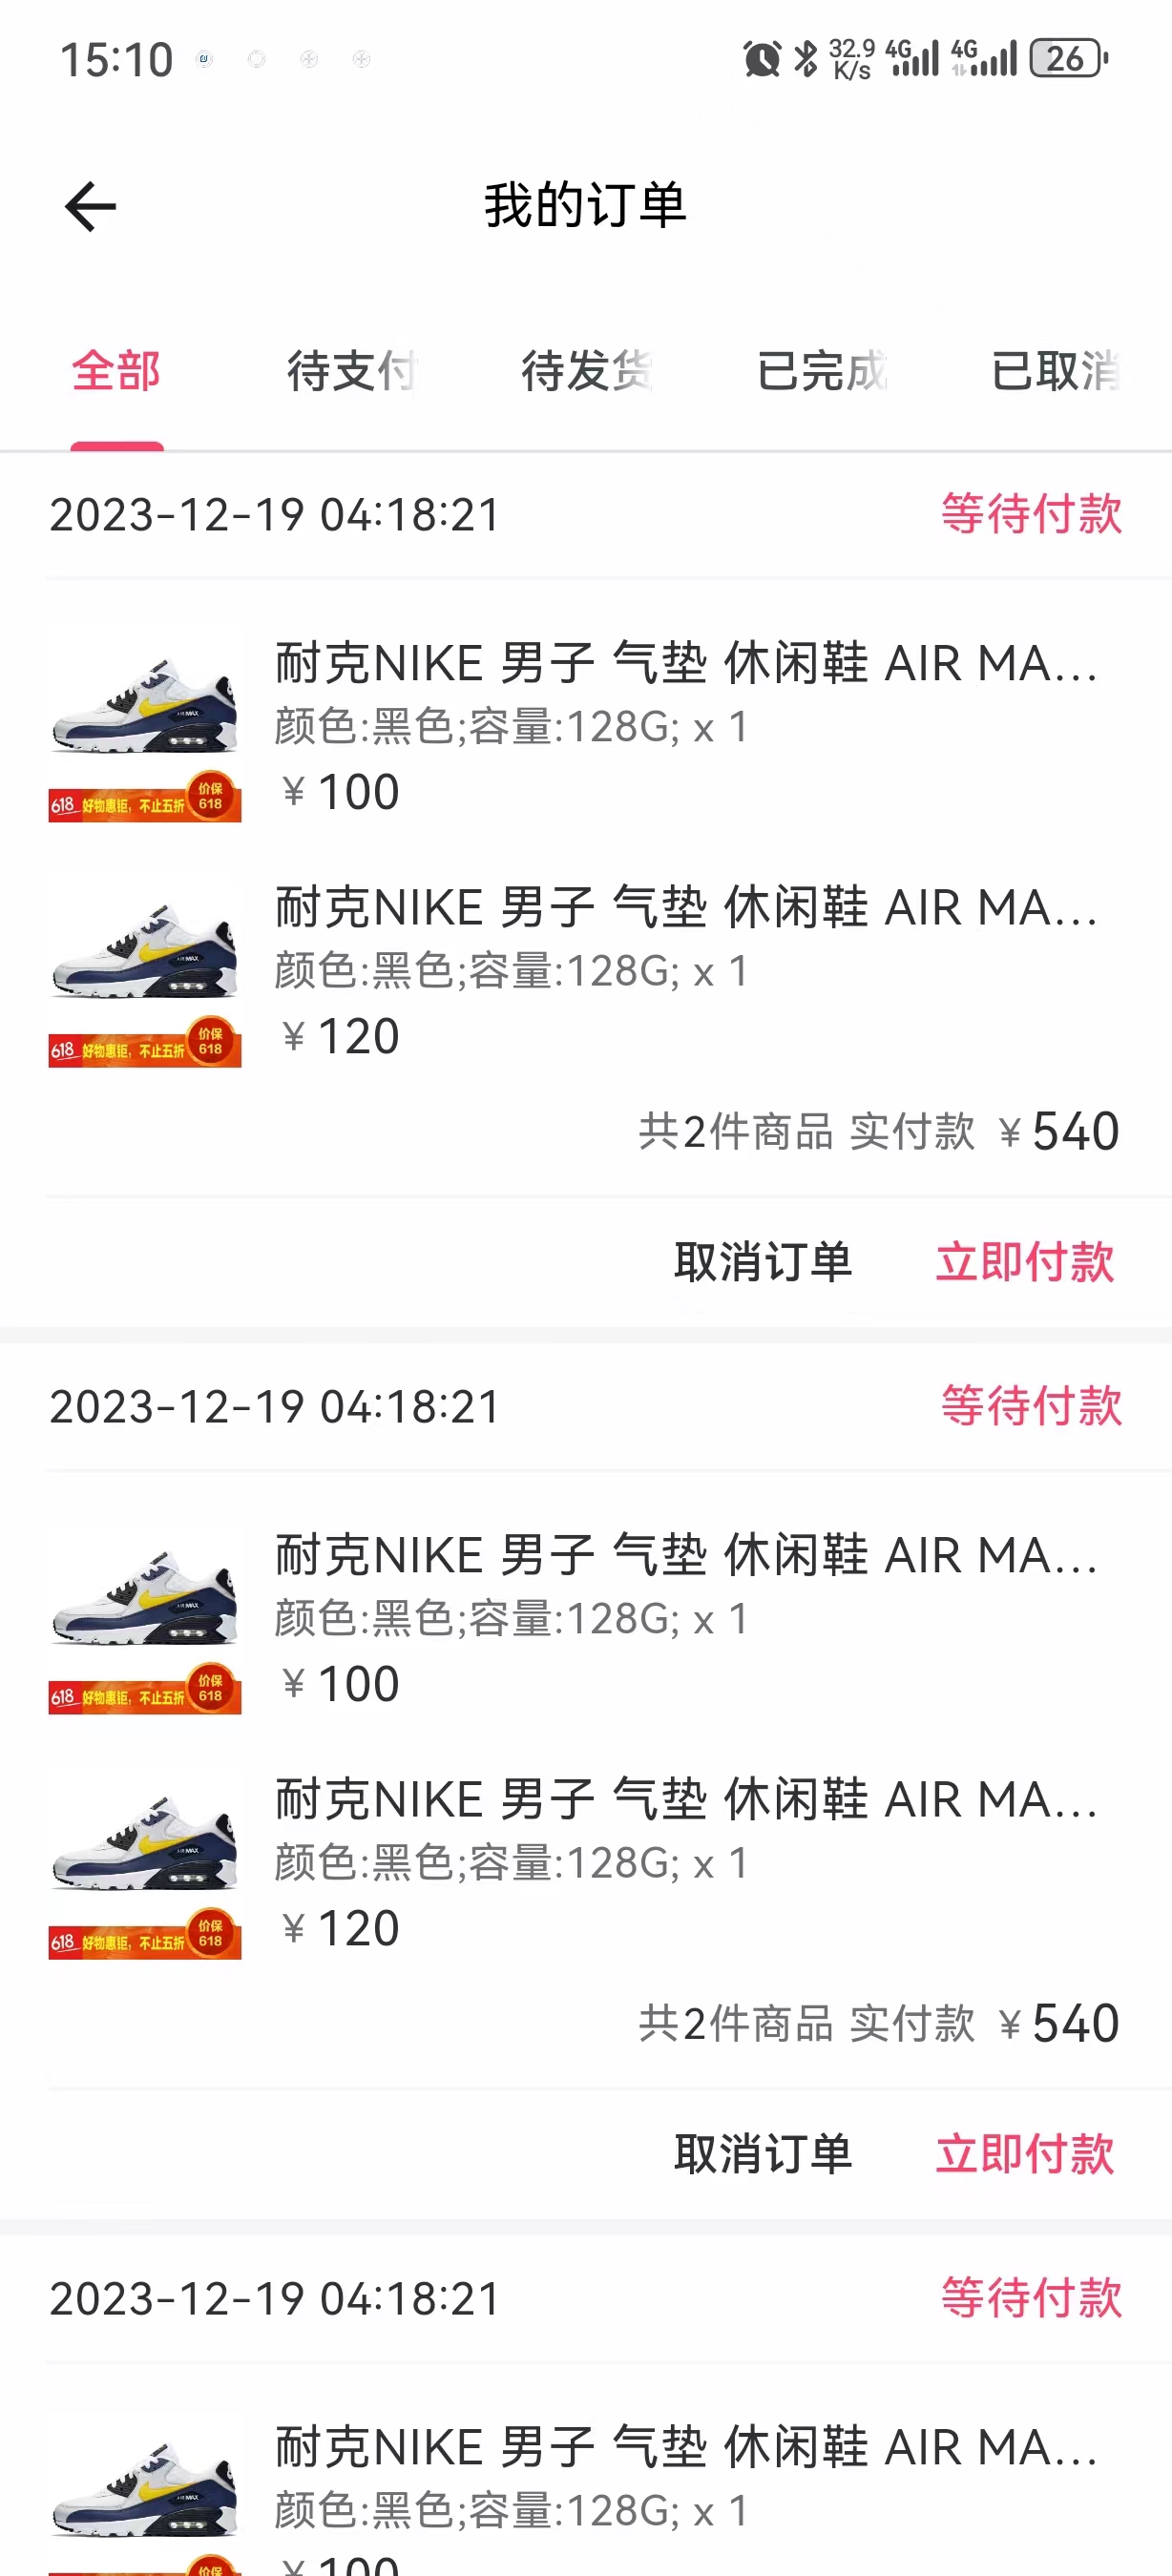 15:10
32.9
K/s
4G
4G
26
我的订单
全部 待支付 待发货 已完成 已取消
2023-12-19 04:18:21 等待付款
耐克NIKE 男子 气垫 休闲鞋 AIR MA...
颜色:黑色;容量:128G; x 1
¥ 100
AIR MAX
618 好物惠钜，不止五折 价保 618
耐克NIKE 男子 气垫 休闲鞋 AIR MA...
颜色:黑色;容量:128G; x 1
¥ 120
AIR MAX
618 好物惠钜，不止五折 价保 618
共2件商品 实付款 ¥ 540
取消订单 立即付款
2023-12-19 04:18:21 等待付款
耐克NIKE 男子 气垫 休闲鞋 AIR MA...
颜色:黑色;容量:128G; x 1
¥ 100
AIR MAX
618 好物惠钜，不止五折 价保 618
耐克NIKE 男子 气垫 休闲鞋 AIR MA...
颜色:黑色;容量:128G; x 1
¥ 120
AIR MAX
618 好物惠钜，不止五折 价保 618
共2件商品 实付款 ¥ 540
取消订单 立即付款
2023-12-19 04:18:21 等待付款
耐克NIKE 男子 气垫 休闲鞋 AIR MA...
颜色:黑色;容量:128G; x 1
¥ 100
AIR MAX
价保